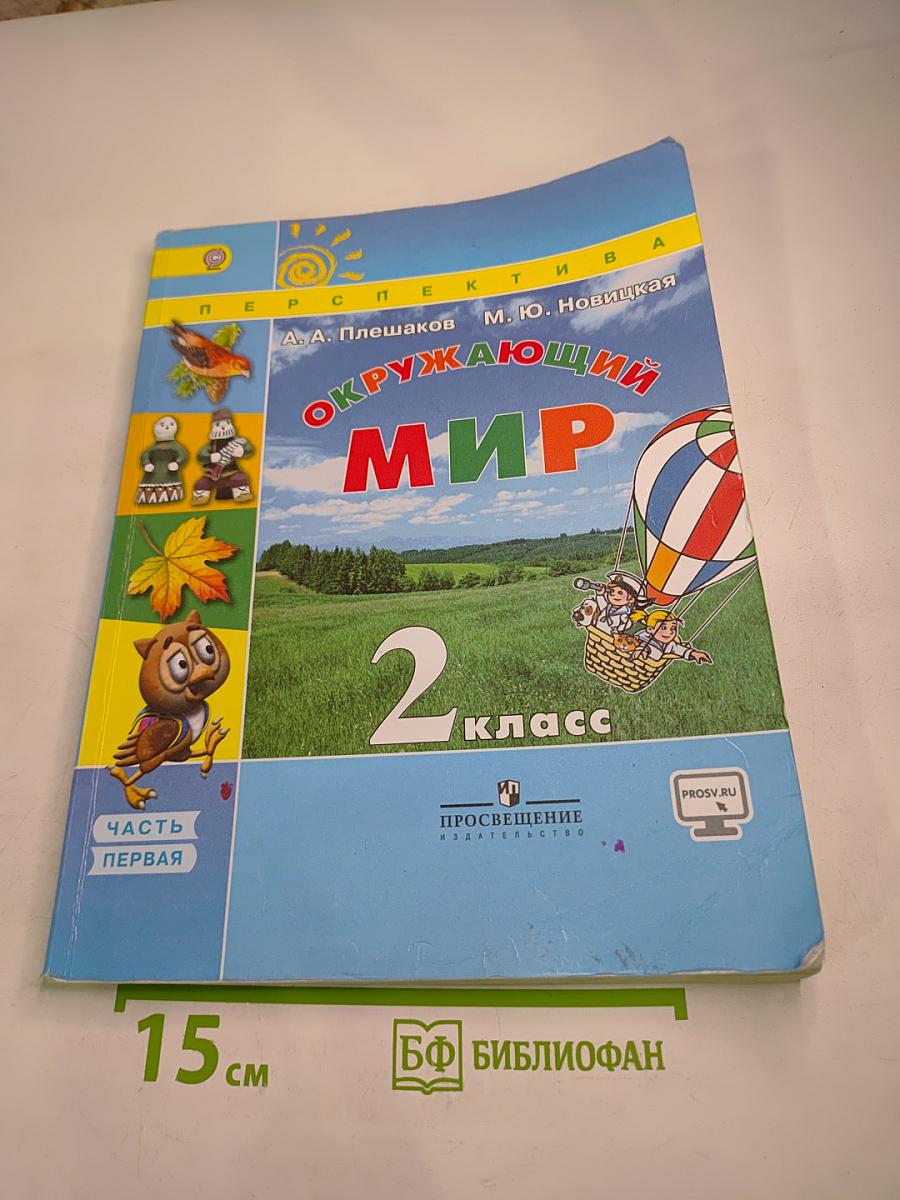 ПЕРСПЕКТИВА
А. А. Плешаков М. Ю. Новицкая
ОКРУЖАЮЩИЙ
МИР
2 класс
ПРОСВЕЩЕНИЕ
ИЗДАТЕЛЬСТВО
PROSV.RU
ЧАСТЬ
ПЕРВАЯ
15 см
БФ БИБЛИОФАН